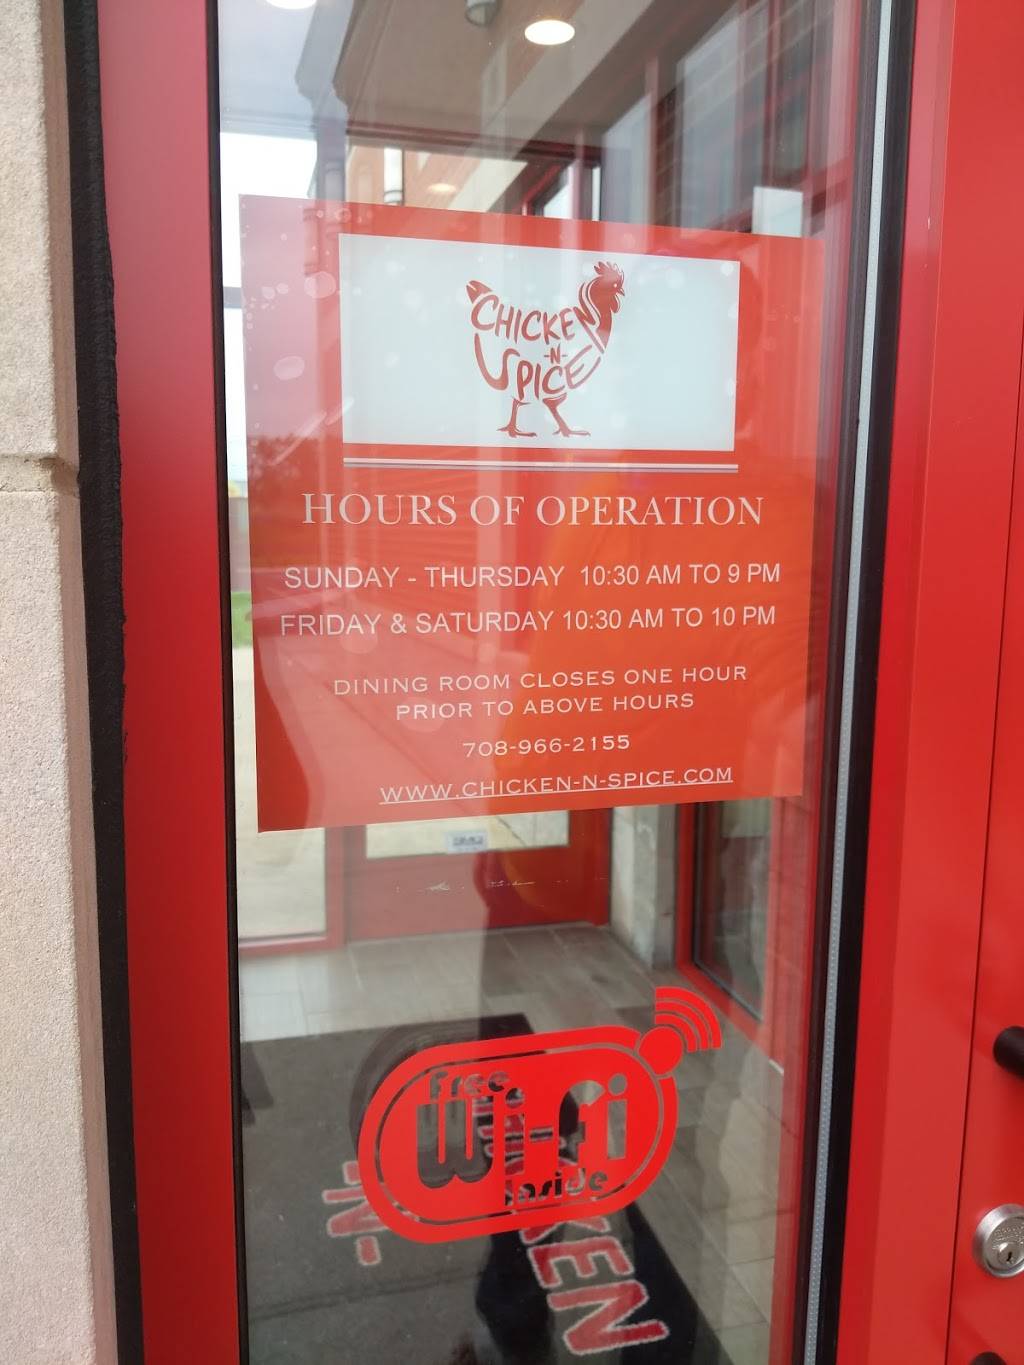 CHICKEN
-N-
SPICE
HOURS OF OPERATION
SUNDAY - THURSDAY 10:30 AM TO 9 PM
FRIDAY & SATURDAY 10:30 AM TO 10 PM
DINING ROOM CLOSES ONE HOUR
PRIOR TO ABOVE HOURS
708-966-2155
WWW.CHICKEN-N-SPICE.COM
free
Wi-fi
inside
-N-
KEN